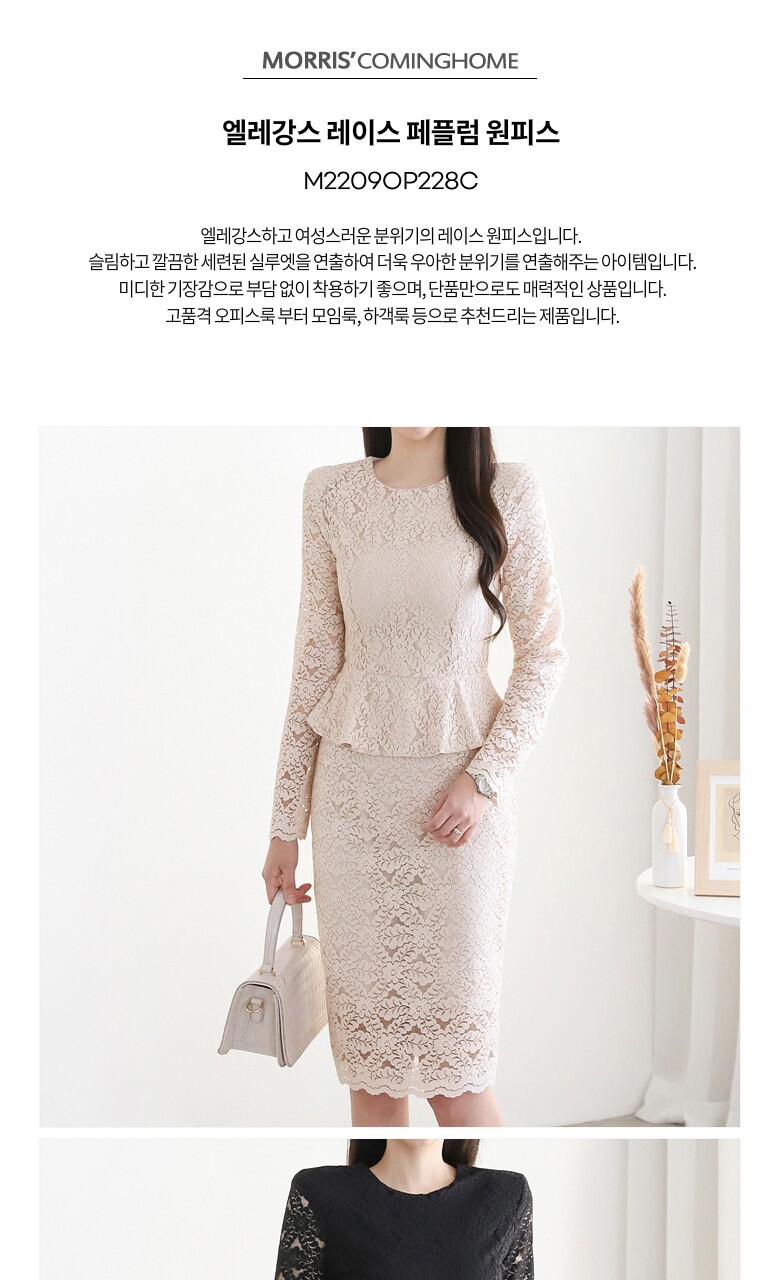 MORRIS'COMINGHOME
엘레강스 레이스 페플럼 원피스
M2209OP228C
엘레강스하고 여성스러운 분위기의 레이스 원피스입니다.
슬림하고 깔끔한 세련된 실루엣을 연출하여 더욱 우아한 분위기를 연출해주는 아이템입니다.
미디한 기장감으로 부담 없이 착용하기 좋으며, 단품만으로도 매력적인 상품입니다.
고품격 오피스룩 부터 모임룩, 하객룩 등으로 추천드리는 제품입니다.